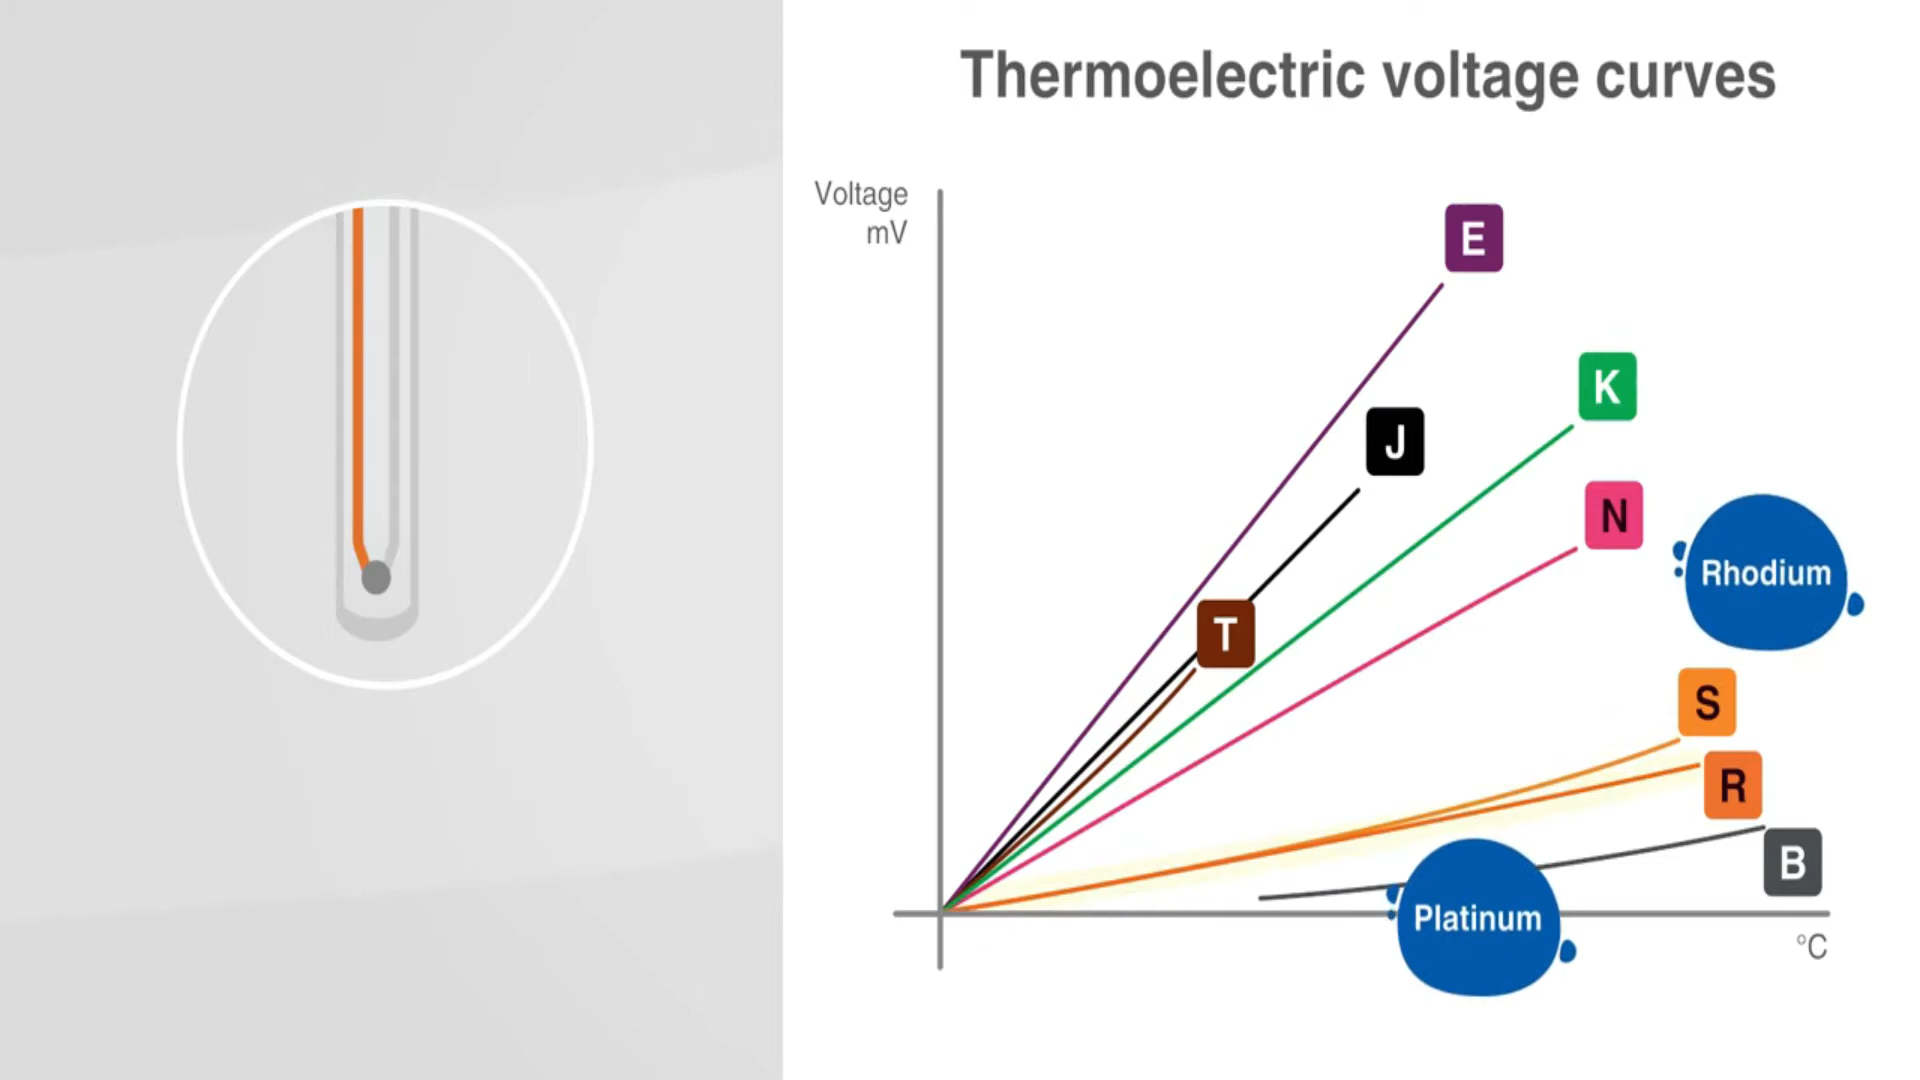 Thermoelectric voltage curves
Voltage
mV
E
K
J
N
Rhodium
T
S
R
B
Platinum
°C